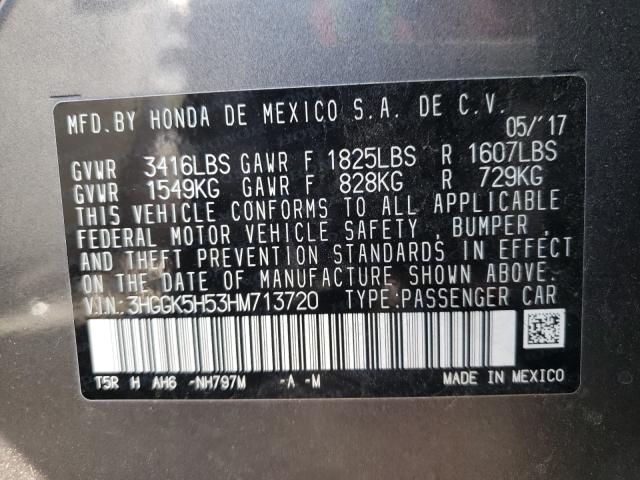 MFD. BY HONDA DE MEXICO S.A. DE C.V.
05/'17
GVWR 3416LBS GAWR F 1825LBS R 1607LBS
GVWR 1549KG GAWR F 828KG R 729KG
THIS VEHICLE CONFORMS TO ALL APPLICABLE
FEDERAL MOTOR VEHICLE SAFETY , BUMPER ,
AND THEFT PREVENTION STANDARDS IN EFFECT
ON THE DATE OF MANUFACTURE SHOWN ABOVE.
V.I.N.: 3HGGK5H53HM713720 TYPE:PASSENGER CAR
T5R H AH6 -NH797M -A -M MADE IN MEXICO